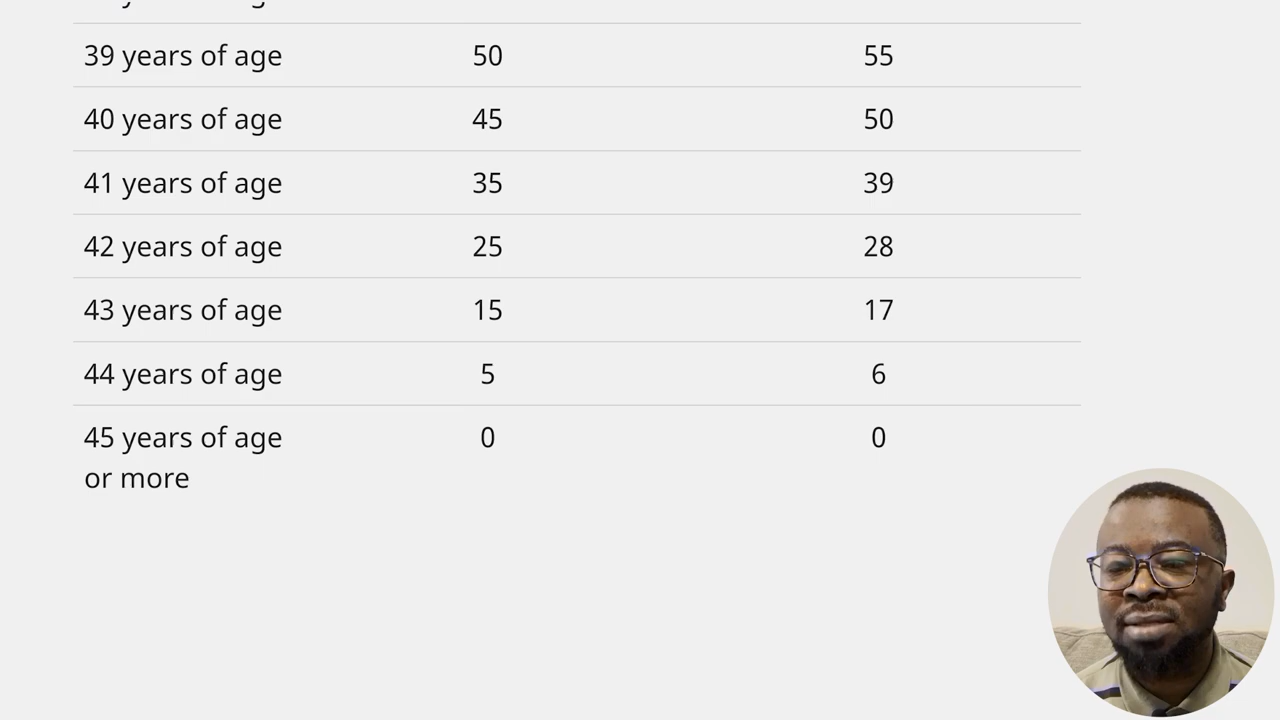 39 years of age 50 55
40 years of age 45 50
41 years of age 35 39
42 years of age 25 28
43 years of age 15 17
44 years of age 5 6
45 years of age 0 0
or more